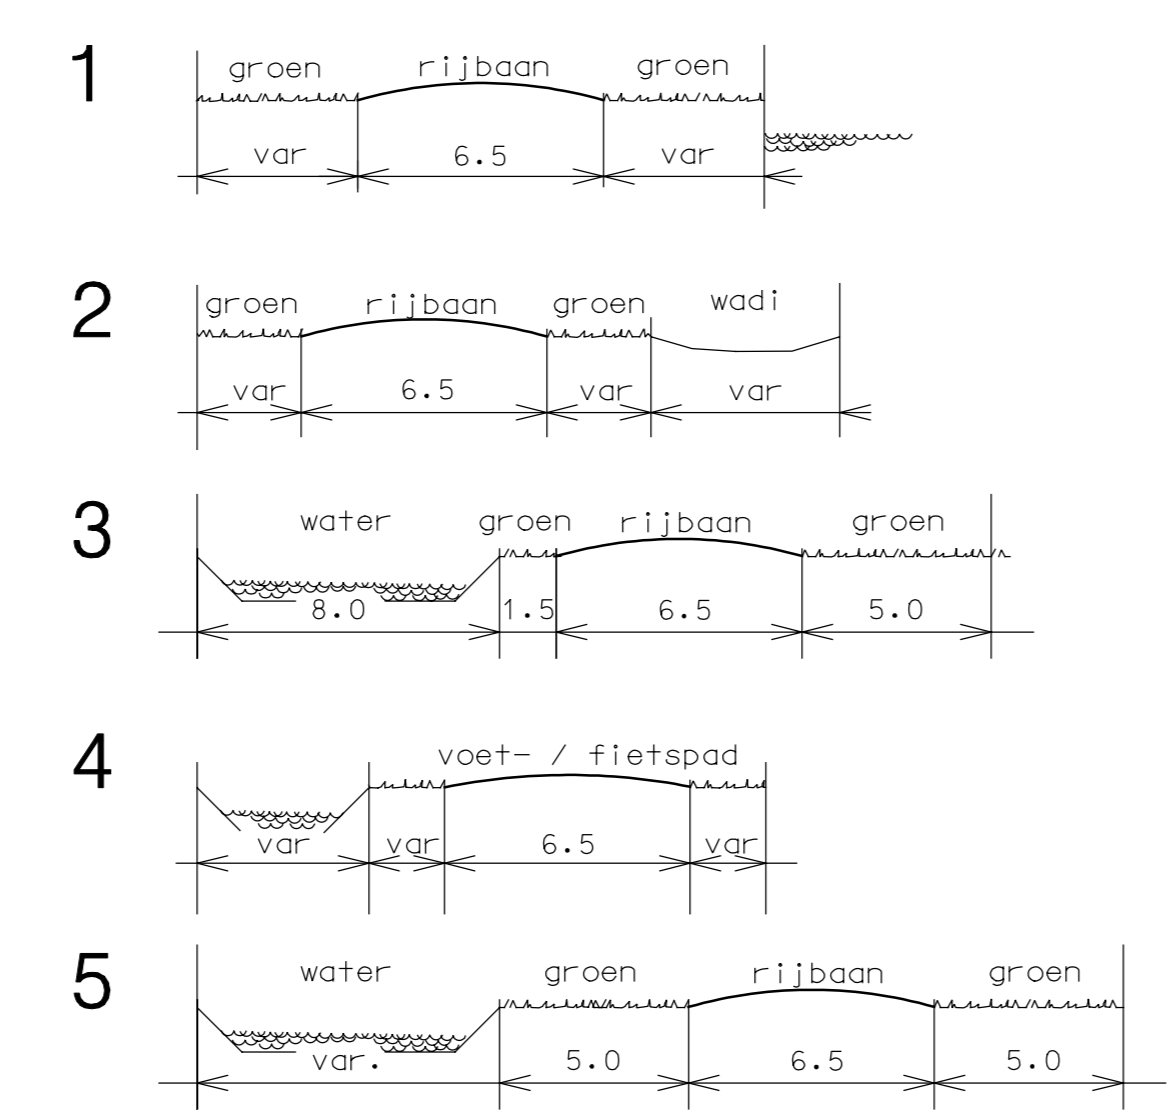 1
groen rijbaan groen
var 6.5 var
2
groen rijbaan groen wadi
var 6.5 var var
3
water groen rijbaan groen
8.0 1.5 6.5 5.0
4
voet- / fietspad
var var 6.5 var
5
water groen rijbaan groen
var. 5.0 6.5 5.0